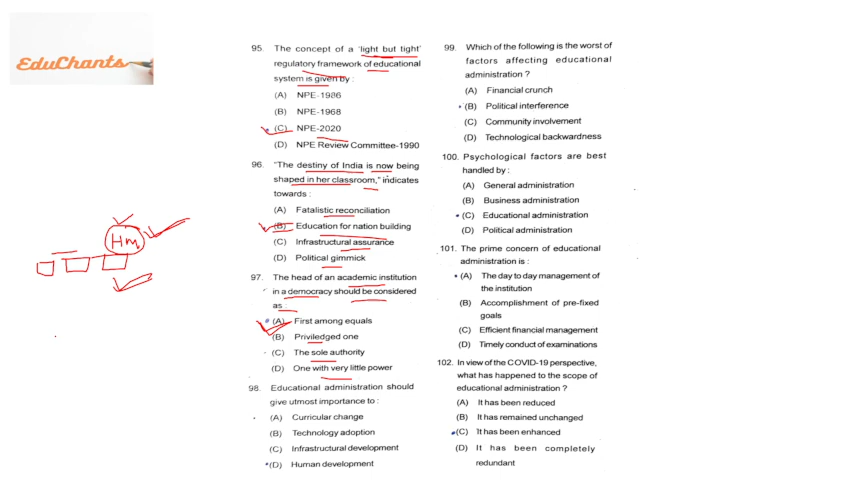 EduChants
95. The concept of a 'light but tight'
regulatory framework of educational
system is given by :
(A) NPE-1986
(B) NPE-1968
(C) NPE-2020
(D) NPE Review Committee-1990
96. "The destiny of India is now being
shaped in her classroom," indicates
towards :
(A) Fatalistic reconciliation
(B) Education for nation building
(C) Infrastructural assurance
(D) Political gimmick
97. The head of an academic institution
in a democracy should be considered
as :
(A) First among equals
(B) Priviledged one
(C) The sole authority
(D) One with very little power
98. Educational administration should
give utmost importance to :
(A) Curricular change
(B) Technology adoption
(C) Infrastructural development
(D) Human development
Hm
99. Which of the following is the worst of
factors affecting educational
administration ?
(A) Financial crunch
(B) Political interference
(C) Community involvement
(D) Technological backwardness
100. Psychological factors are best
handled by :
(A) General administration
(B) Business administration
(C) Educational administration
(D) Political administration
101. The prime concern of educational
administration is :
(A) The day to day management of
the institution
(B) Accomplishment of pre-fixed
goals
(C) Efficient financial management
(D) Timely conduct of examinations
102. In view of the COVID-19 perspective,
what has happened to the scope of
educational administration ?
(A) It has been reduced
(B) It has remained unchanged
(C) It has been enhanced
(D) It has been completely
redundant